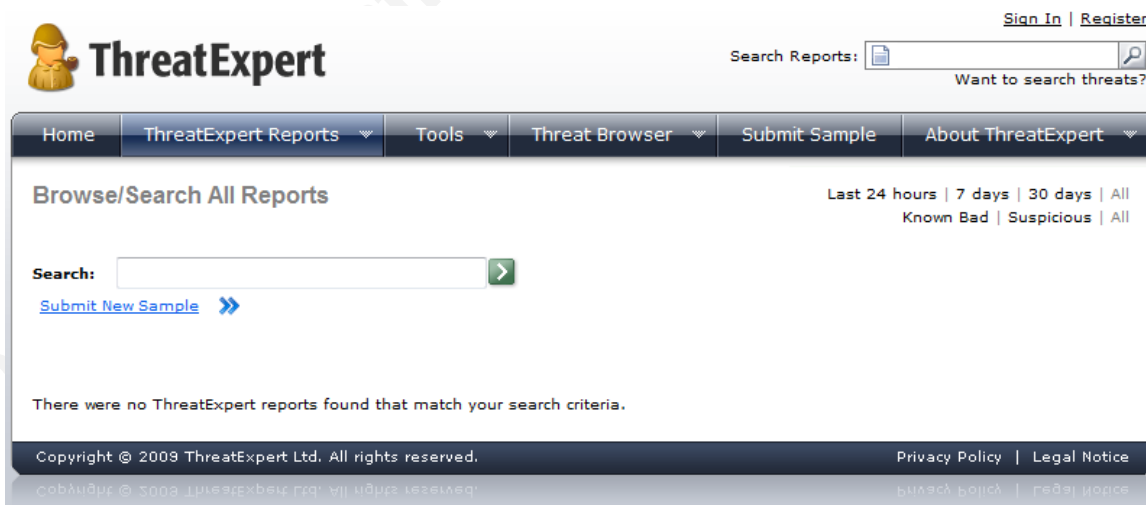 Sign In | Register
ThreatExpert
Search Reports:
Want to search threats?
Home ThreatExpert Reports Tools Threat Browser Submit Sample About ThreatExpert
Browse/Search All Reports
Last 24 hours | 7 days | 30 days | All
Known Bad | Suspicious | All
Search:
Submit New Sample
There were no ThreatExpert reports found that match your search criteria.
Copyright © 2009 ThreatExpert Ltd. All rights reserved. Privacy Policy | Legal Notice